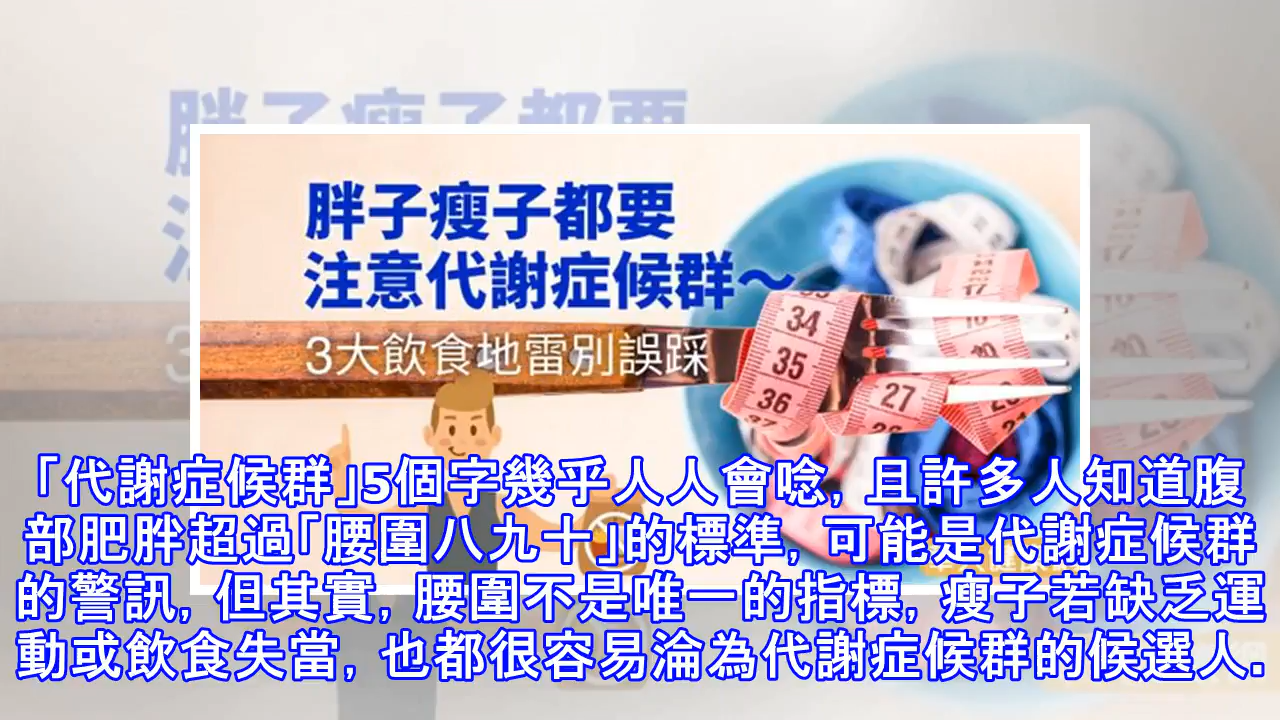 胖子瘦子都要
注意代謝症候群～
3大飲食地雷別誤踩
34
35
36
37
17
27
「代謝症候群」5個字幾乎人人會唸, 且許多人知道腹
部肥胖超過「腰圍八九十」的標準, 可能是代謝症候群
的警訊, 但其實, 腰圍不是唯一的指標, 瘦子若缺乏運
動或飲食失當, 也都很容易淪為代謝症候群的候選人.